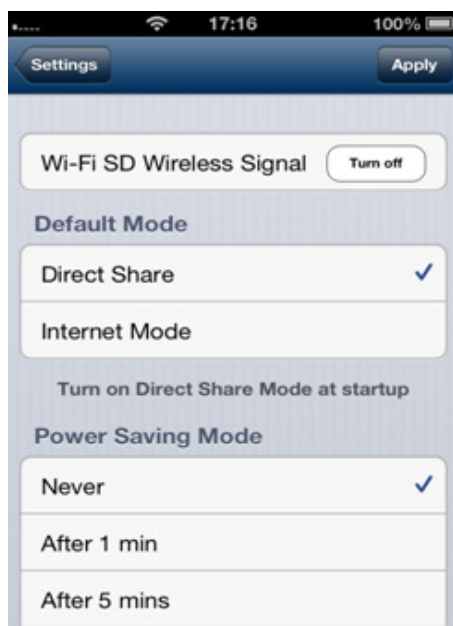 17:16 100%
Settings Apply
Wi-Fi SD Wireless Signal Turn off
Default Mode
Direct Share
Internet Mode
Turn on Direct Share Mode at startup
Power Saving Mode
Never
After 1 min
After 5 mins